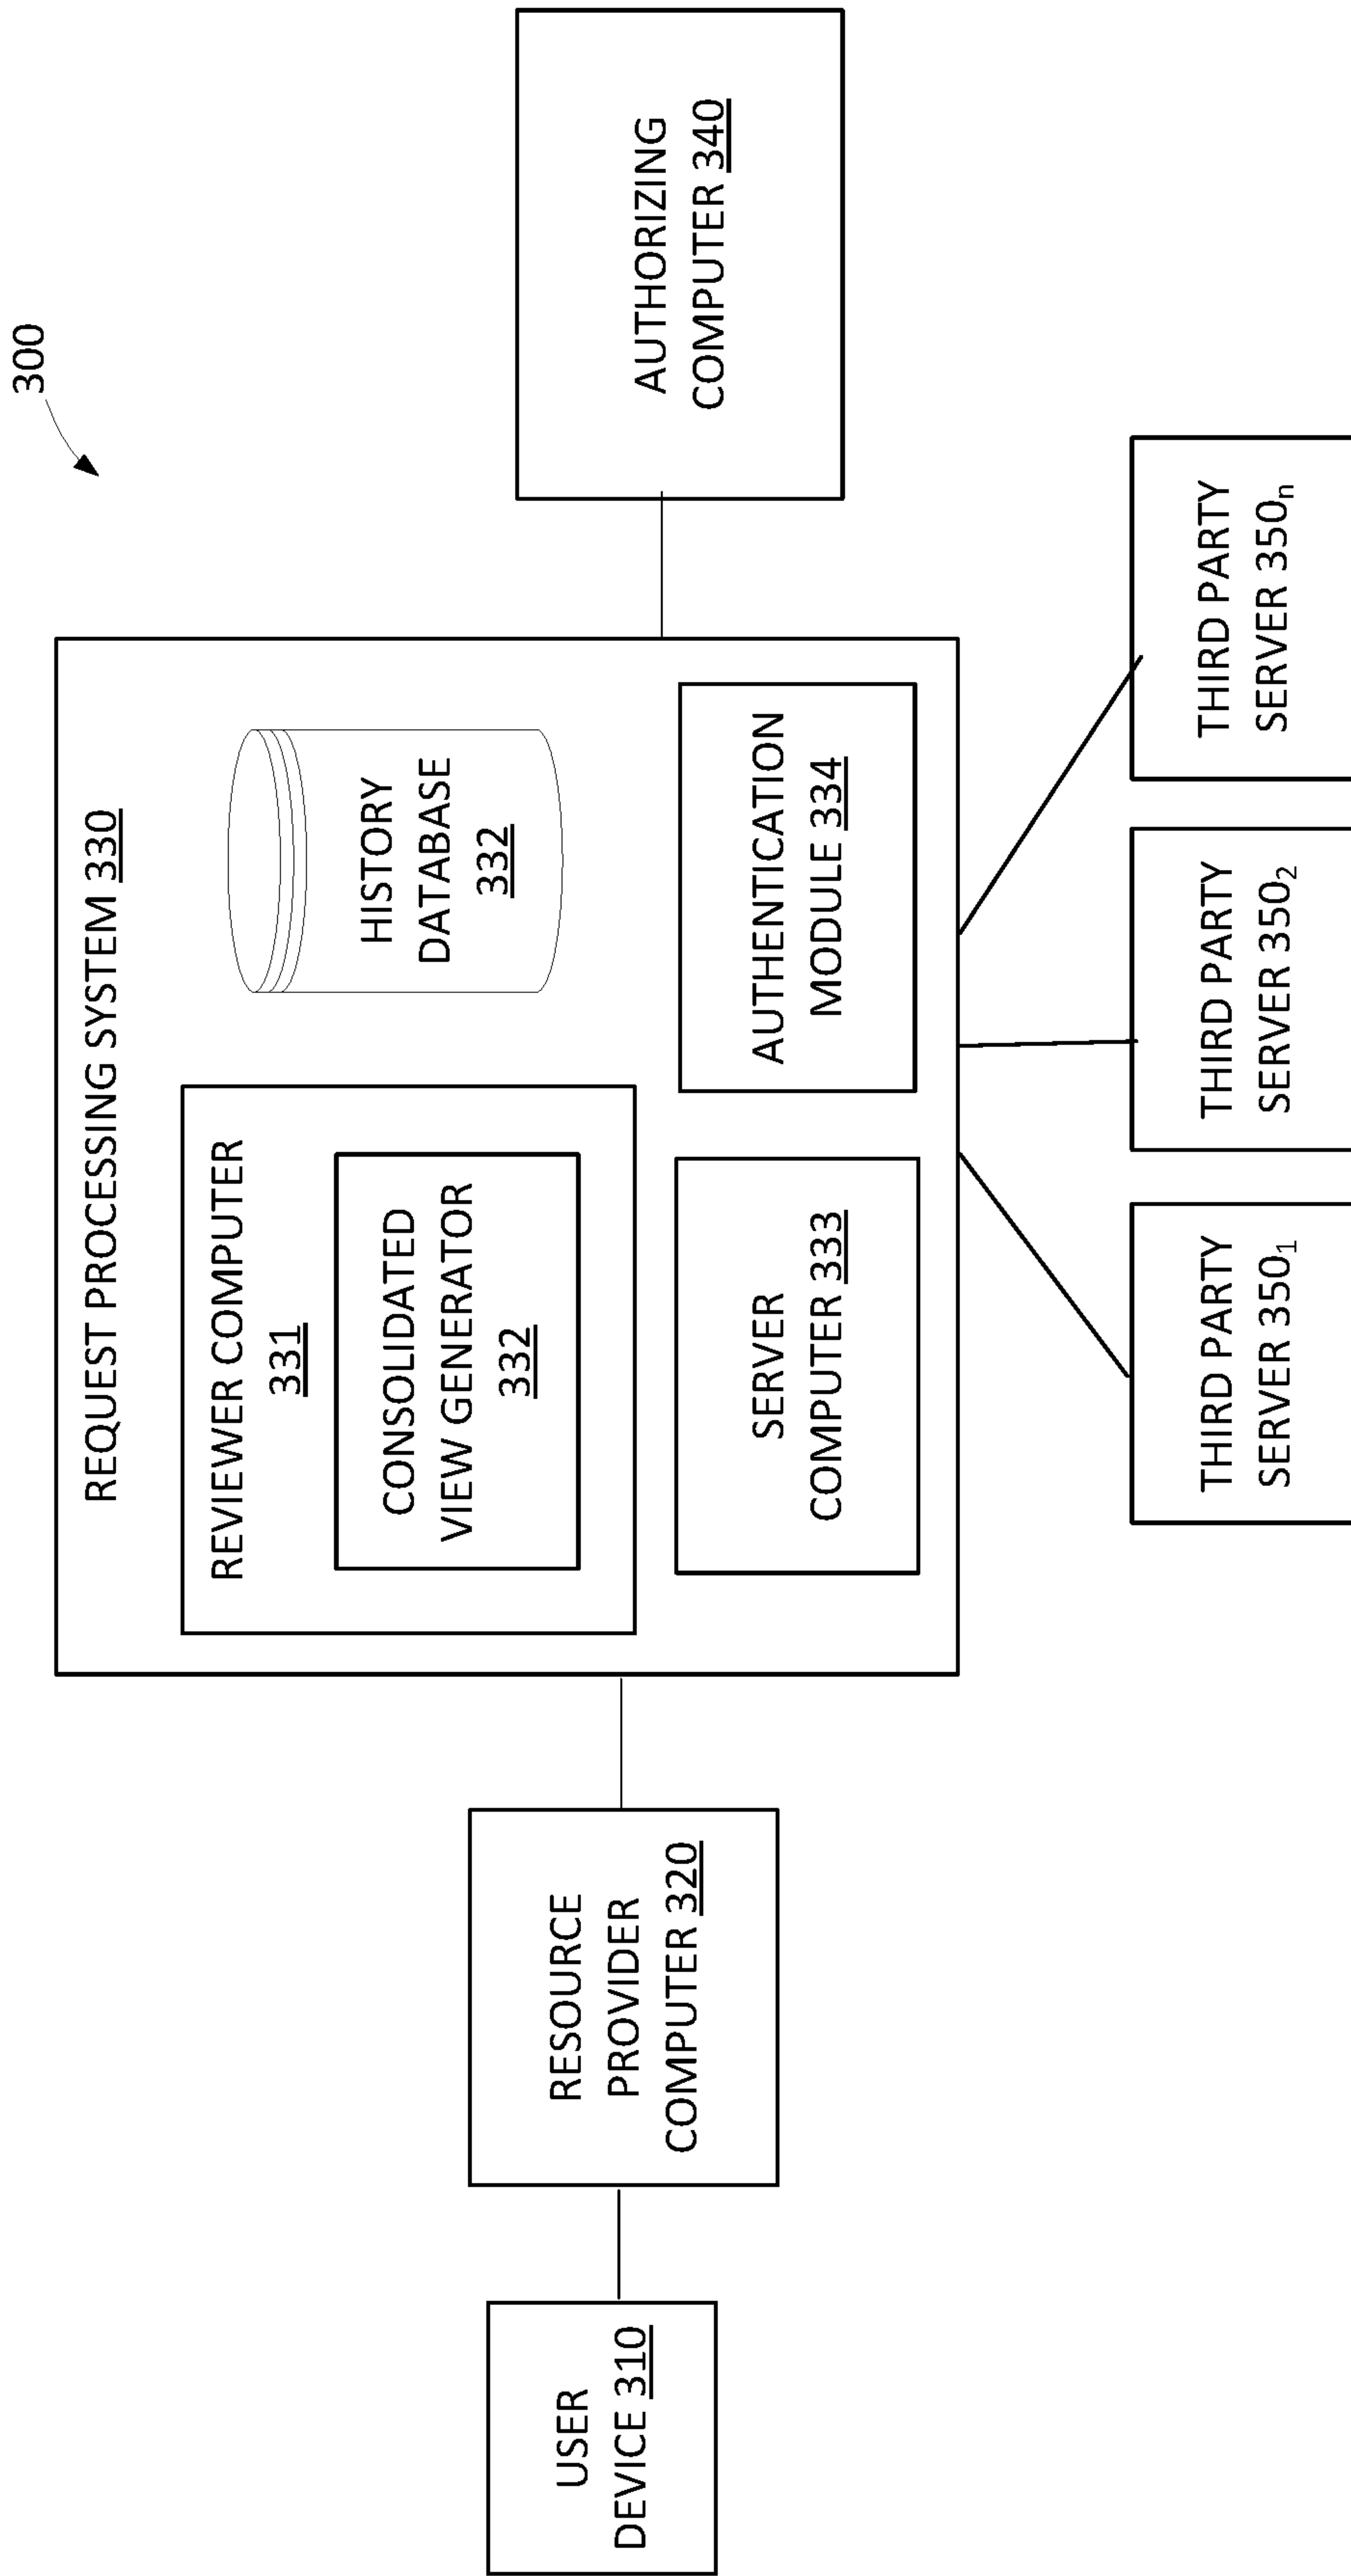 300
REQUEST PROCESSING SYSTEM 330
REVIEWER COMPUTER
331
CONSOLIDATED
VIEW GENERATOR
332
HISTORY
DATABASE
332
SERVER
COMPUTER 333
AUTHENTICATION
MODULE 334
USER
DEVICE 310
RESOURCE
PROVIDER
COMPUTER 320
AUTHORIZING
COMPUTER 340
THIRD PARTY
SERVER 350₁
THIRD PARTY
SERVER 350₂
THIRD PARTY
SERVER 350ₙ